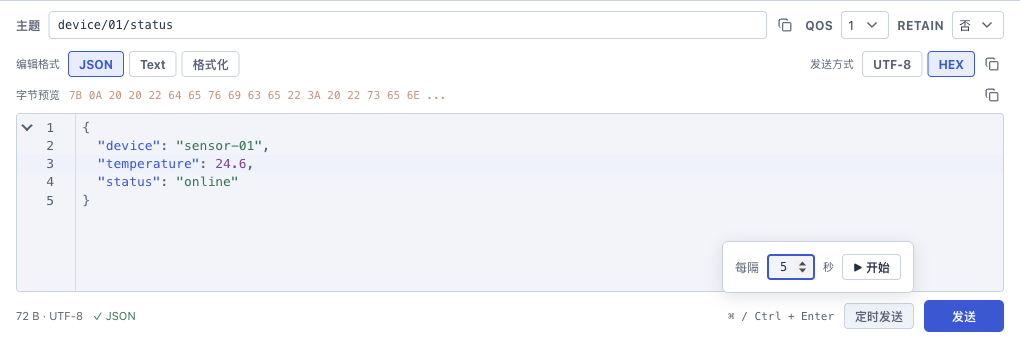 主题 device/01/status QOS 1 RETAIN 否
编辑格式 JSON Text 格式化 发送方式 UTF-8 HEX
字节预览 7B 0A 20 20 22 64 65 76 69 63 65 22 3A 20 22 73 65 6E ...
1 {
2 "device": "sensor-01",
3 "temperature": 24.6,
4 "status": "online"
5 }
每隔 5 秒 开始
72 B · UTF-8 ✓ JSON ⌘ / Ctrl + Enter 定时发送 发送